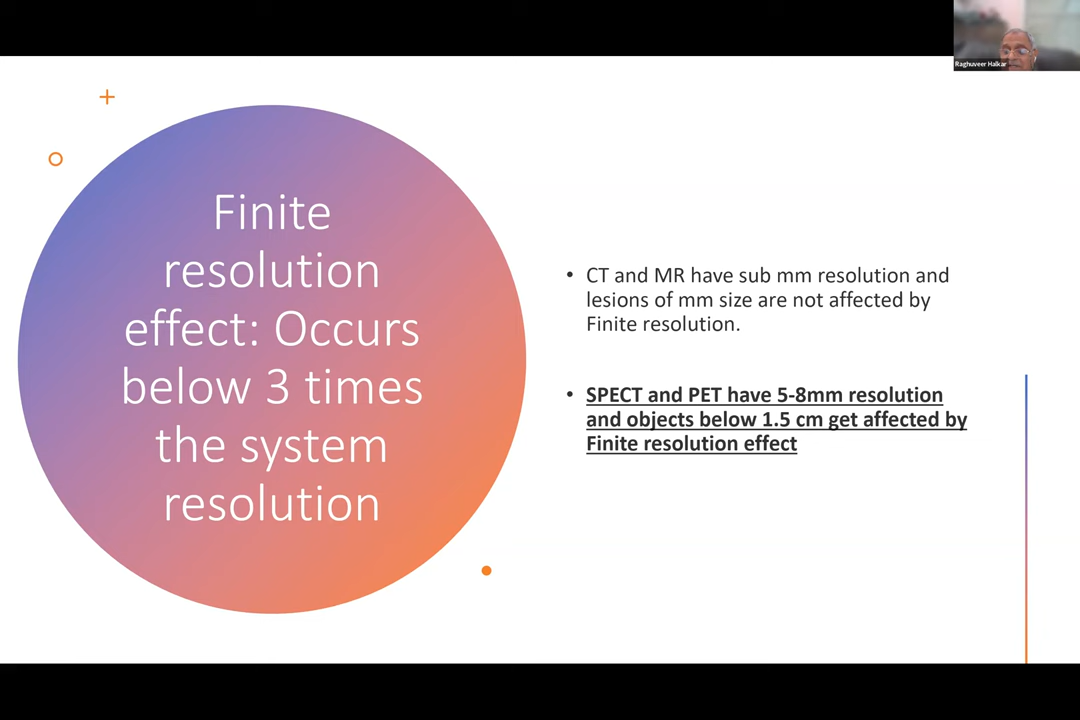 Raghuveer Halkar
Finite
resolution
effect: Occurs
below 3 times
the system
resolution
• CT and MR have sub mm resolution and
lesions of mm size are not affected by
Finite resolution.
• SPECT and PET have 5-8mm resolution
and objects below 1.5 cm get affected by
Finite resolution effect